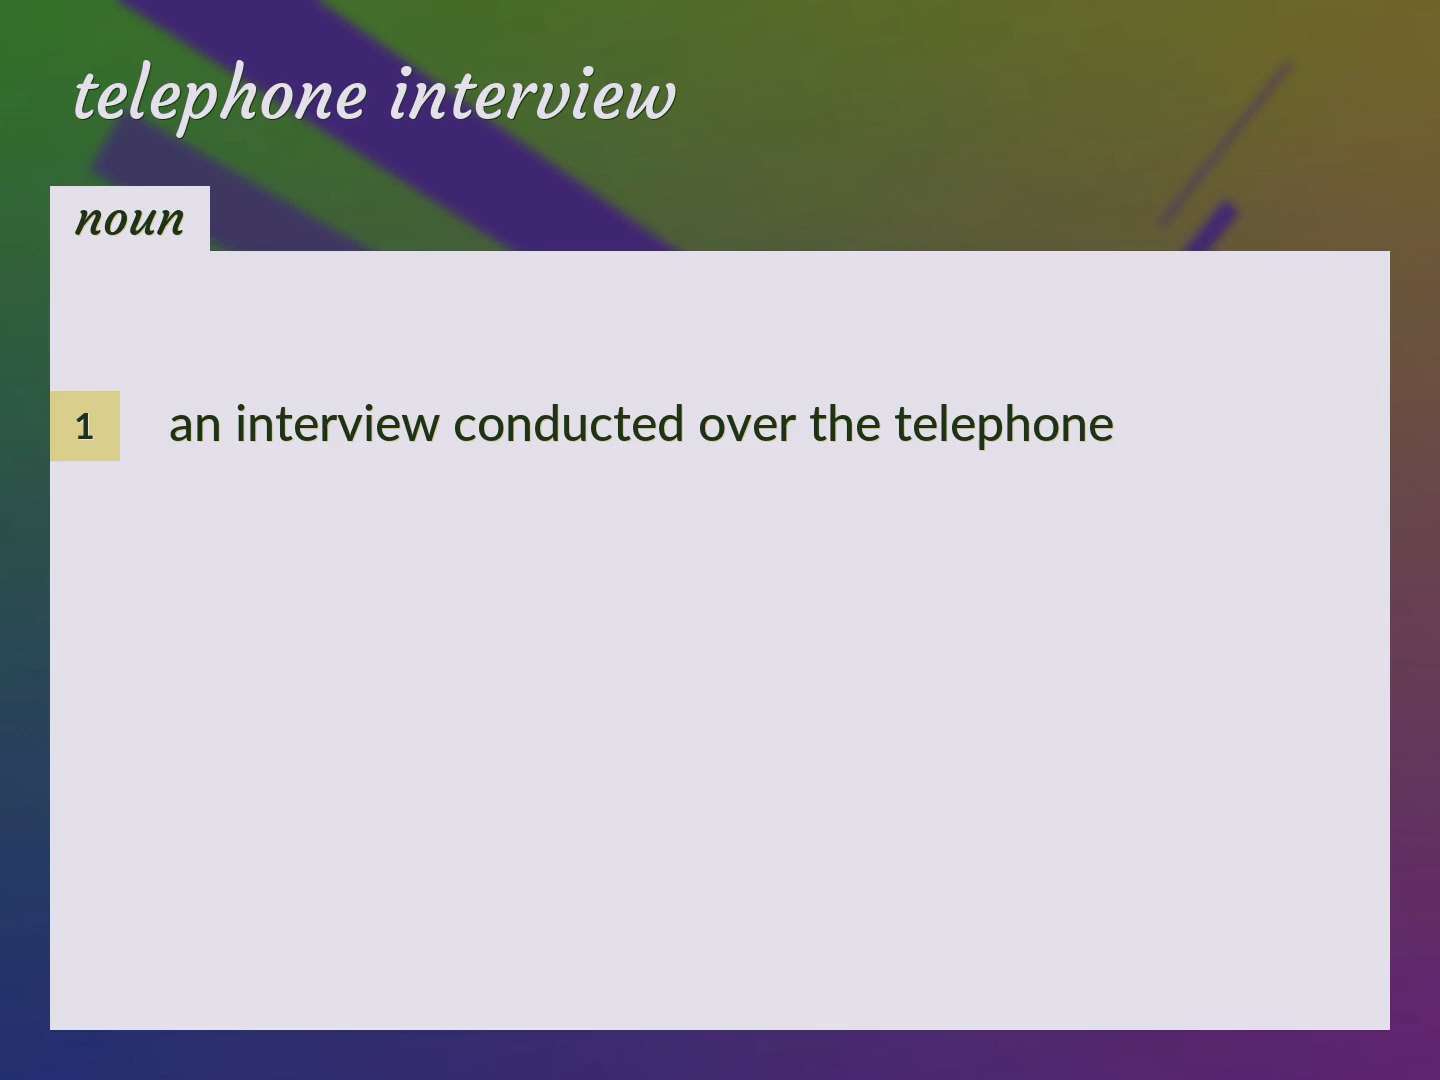 telephone interview
noun
1 an interview conducted over the telephone